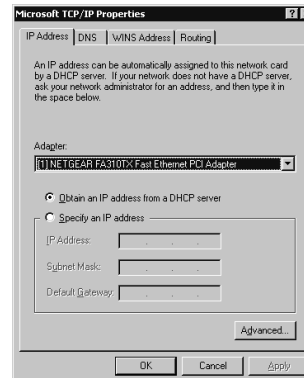 Microsoft TCP/IP Properties
IP Address DNS WINS Address Routing
An IP address can be automatically assigned to this network card
by a DHCP server. If your network does not have a DHCP server,
ask your network administrator for an address, and then type it in
the space below.
Adapter:
[1] NETGEAR FA310TX Fast Ethernet PCI Adapter
Obtain an IP address from a DHCP server
Specify an IP address
IP Address:
Subnet Mask:
Default Gateway:
Advanced...
OK Cancel Apply